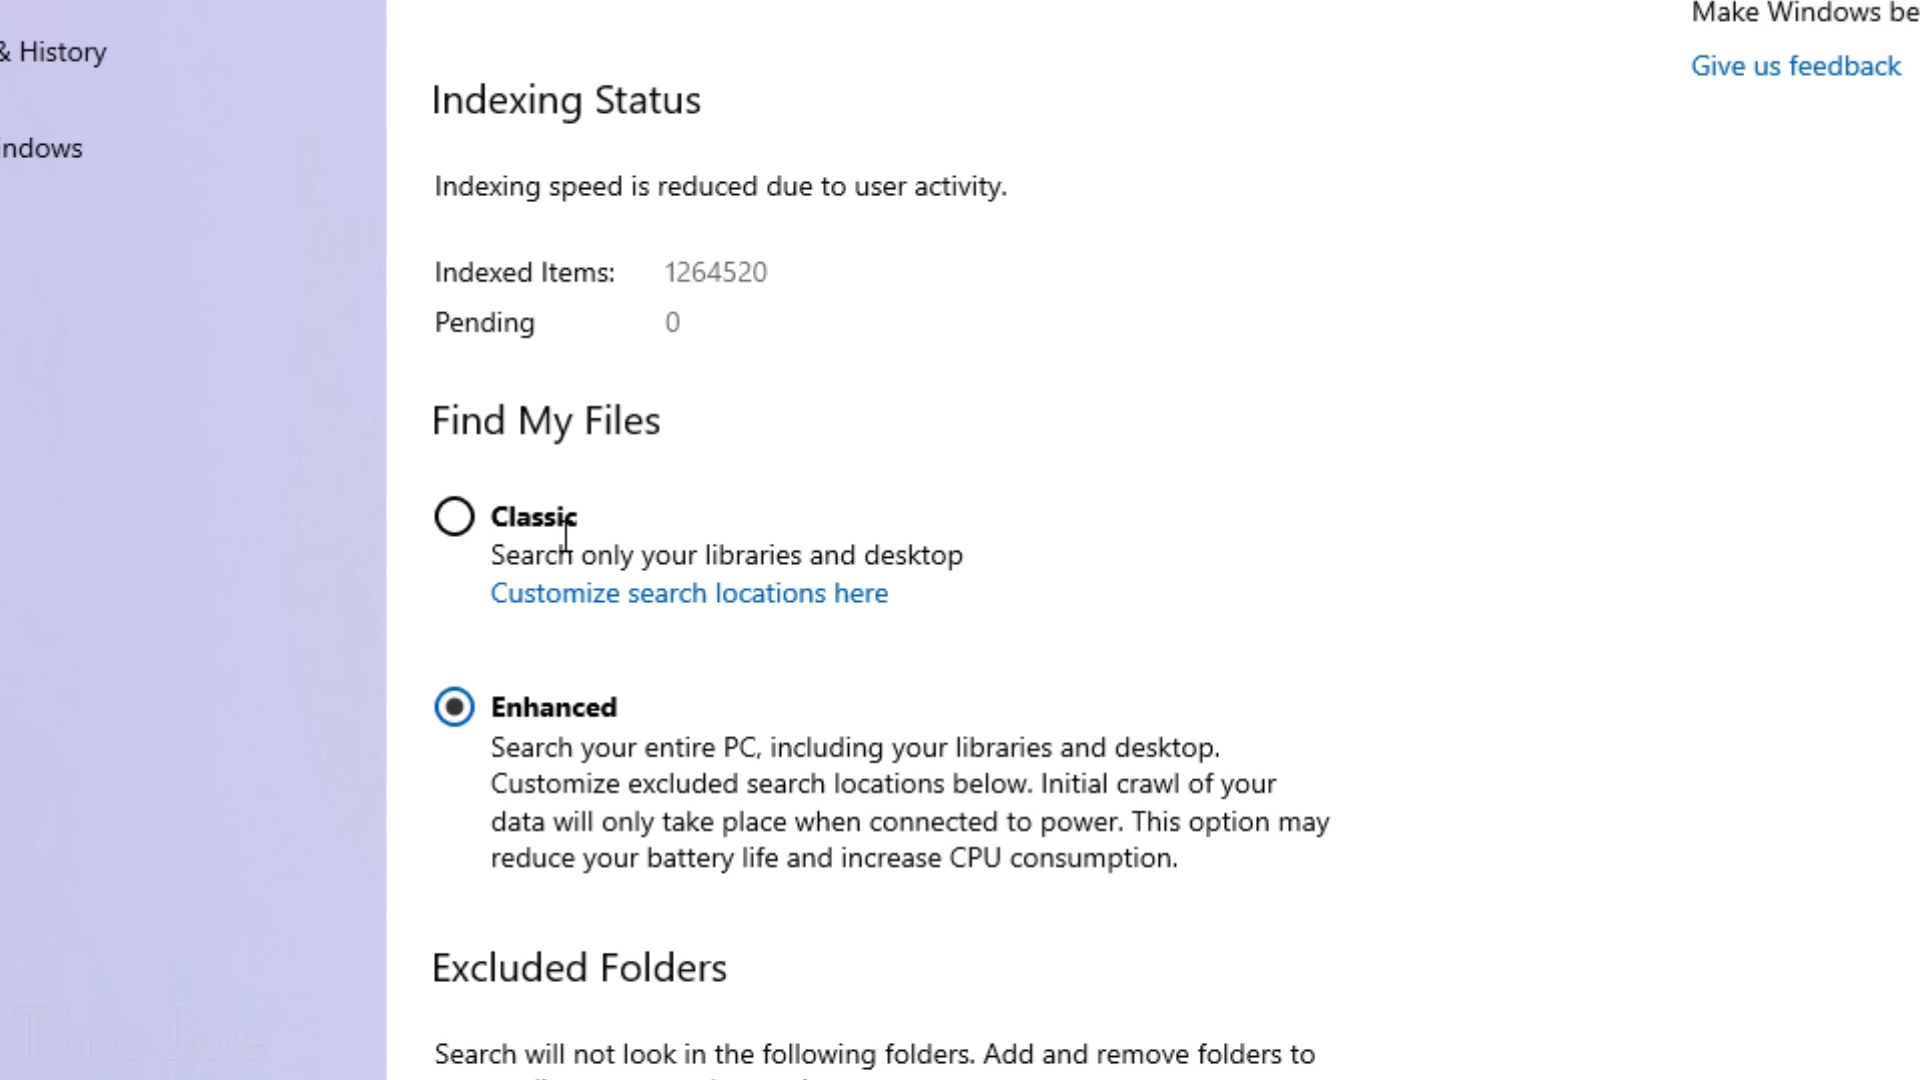 & History
indows
Make Windows be
Give us feedback
Indexing Status
Indexing speed is reduced due to user activity.
Indexed Items: 1264520
Pending 0
Find My Files
Classic
Search only your libraries and desktop
Customize search locations here
Enhanced
Search your entire PC, including your libraries and desktop.
Customize excluded search locations below. Initial crawl of your
data will only take place when connected to power. This option may
reduce your battery life and increase CPU consumption.
Excluded Folders
Search will not look in the following folders. Add and remove folders to
ThioJoe